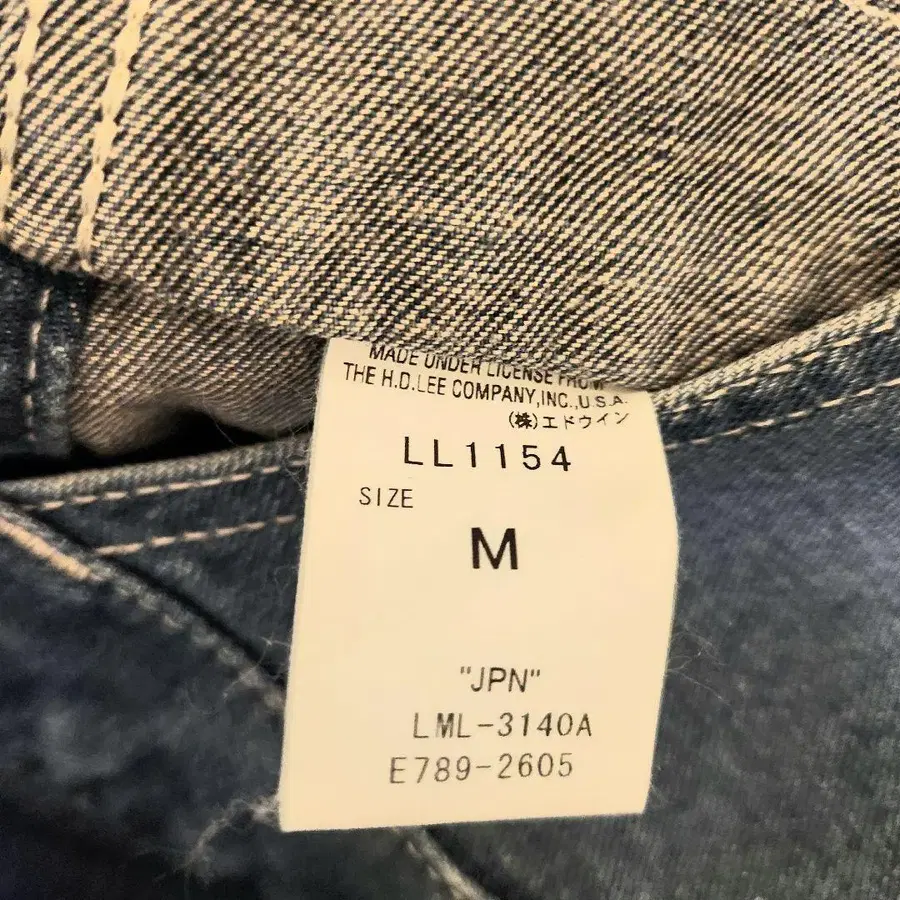 MADE UNDER LICENSE FROM
THE H.D.LEE COMPANY,INC.,U.S.A.
(株)エドウイン
LL1154
SIZE
M
"JPN"
LML-3140A
E789-2605